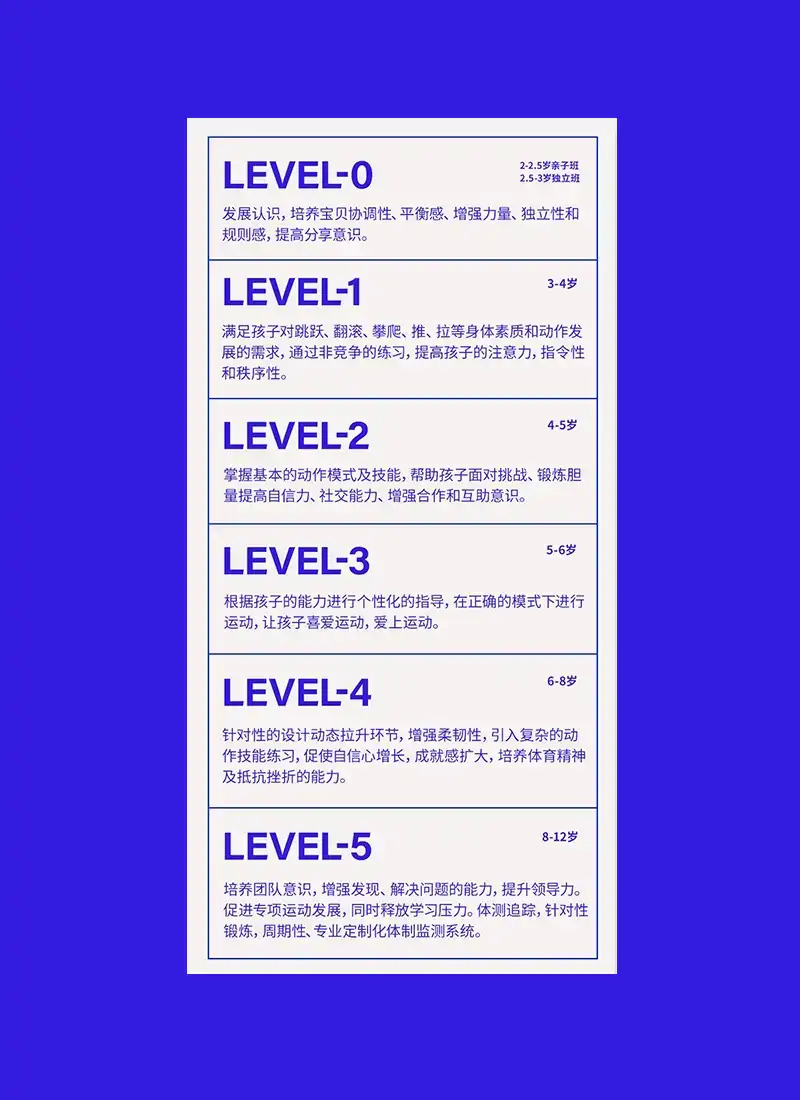 LEVEL-0
2-2.5岁亲子班
2.5-3岁独立班
发展认识，培养宝贝协调性、平衡感、增强力量、独立性和
规则感，提高分享意识。
LEVEL-1
3-4岁
满足孩子对跳跃、翻滚、攀爬、推、拉等身体素质和动作发
展的需求，通过非竞争的练习，提高孩子的注意力，指令性
和秩序性。
LEVEL-2
4-5岁
掌握基本的动作模式及技能，帮助孩子面对挑战、锻炼胆
量提高自信力、社交能力、增强合作和互助意识。
LEVEL-3
5-6岁
根据孩子的能力进行个性化的指导，在正确的模式下进行
运动，让孩子喜爱运动，爱上运动。
LEVEL-4
6-8岁
针对性的设计动态拉升环节，增强柔韧性，引入复杂的动
作技能练习，促使自信心增长，成就感扩大，培养体育精神
及抵抗挫折的能力。
LEVEL-5
8-12岁
培养团队意识，增强发现、解决问题的能力，提升领导力。
促进专项运动发展，同时释放学习压力。体测追踪，针对性
锻炼，周期性、专业定制化体制监测系统。